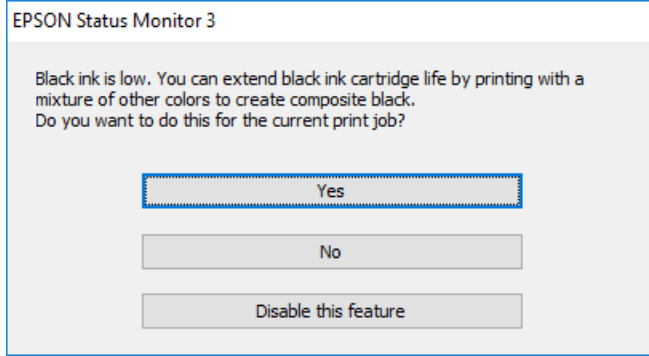 EPSON Status Monitor 3
Black ink is low. You can extend black ink cartridge life by printing with a
mixture of other colors to create composite black.
Do you want to do this for the current print job?
Yes
No
Disable this feature